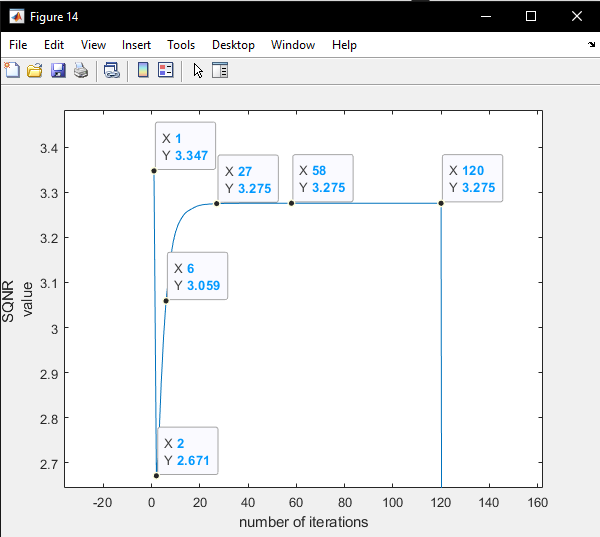 Figure 14
File Edit View Insert Tools Desktop Window Help
X 1
Y 3.347
X 27
Y 3.275
X 58
Y 3.275
X 120
Y 3.275
X 6
Y 3.059
X 2
Y 2.671
3.4
3.3
3.2
3.1
3
2.9
2.8
2.7
SQNR
value
-20 0 20 40 60 80 100 120 140 160
number of iterations